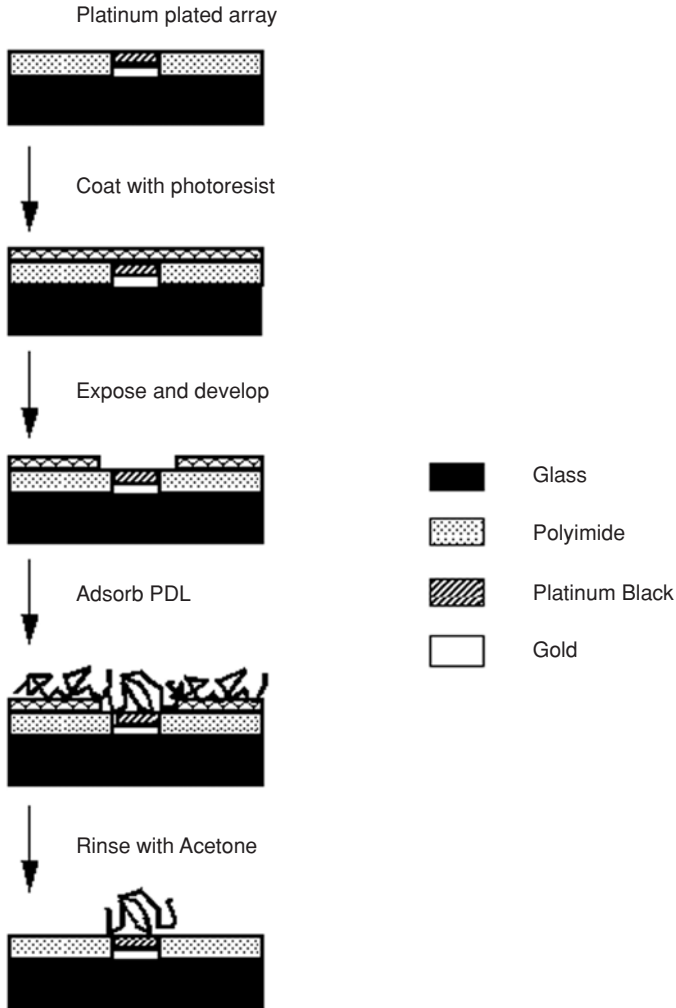 Platinum plated array
Coat with photoresist
Expose and develop
Adsorb PDL
Rinse with Acetone
Glass
Polyimide
Platinum Black
Gold